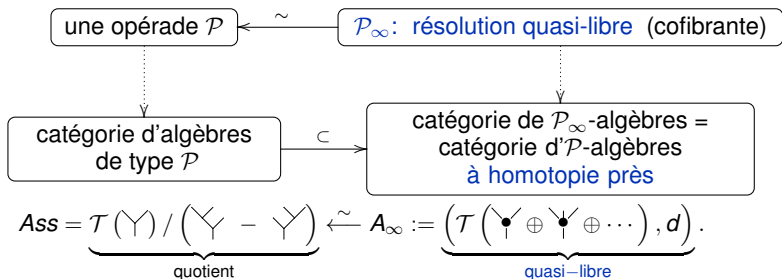 une opérade 𝒫 ∼ 𝒫∞: résolution quasi-libre (cofibrante)
catégorie d'algèbres de type 𝒫
⊂
catégorie de 𝒫∞-algèbres =
catégorie d'𝒫-algèbres
à homotopie près
Ass = 𝒯( ) / ( − ) ∼ A∞ := (𝒯( ⊕ ⊕ ⋯ ), d).
quotient quasi−libre